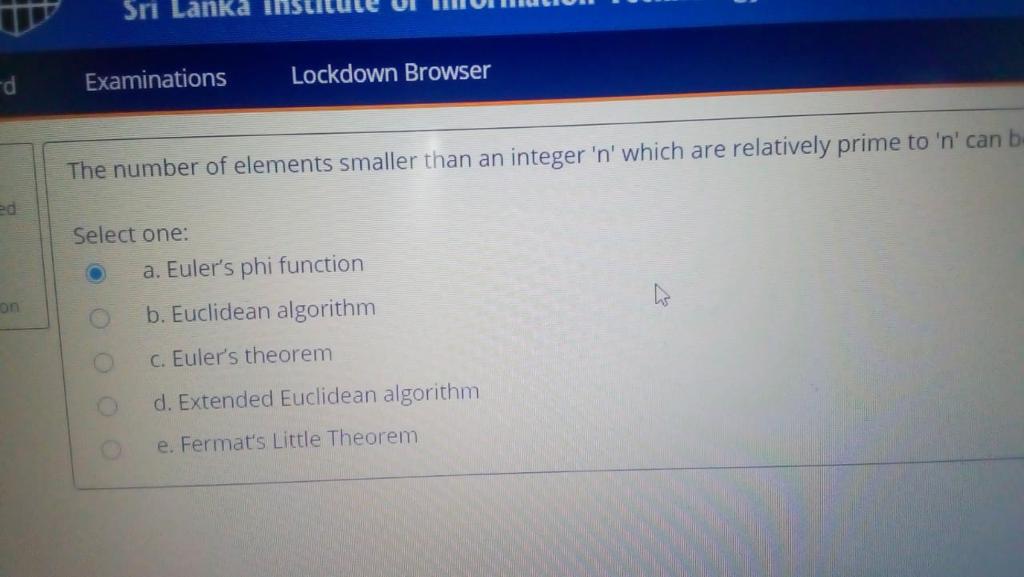 Sri Lanka Institute of Information
rd Examinations Lockdown Browser
The number of elements smaller than an integer 'n' which are relatively prime to 'n' can b
ed
Select one:
a. Euler's phi function
b. Euclidean algorithm
on
c. Euler's theorem
d. Extended Euclidean algorithm
e. Fermat's Little Theorem